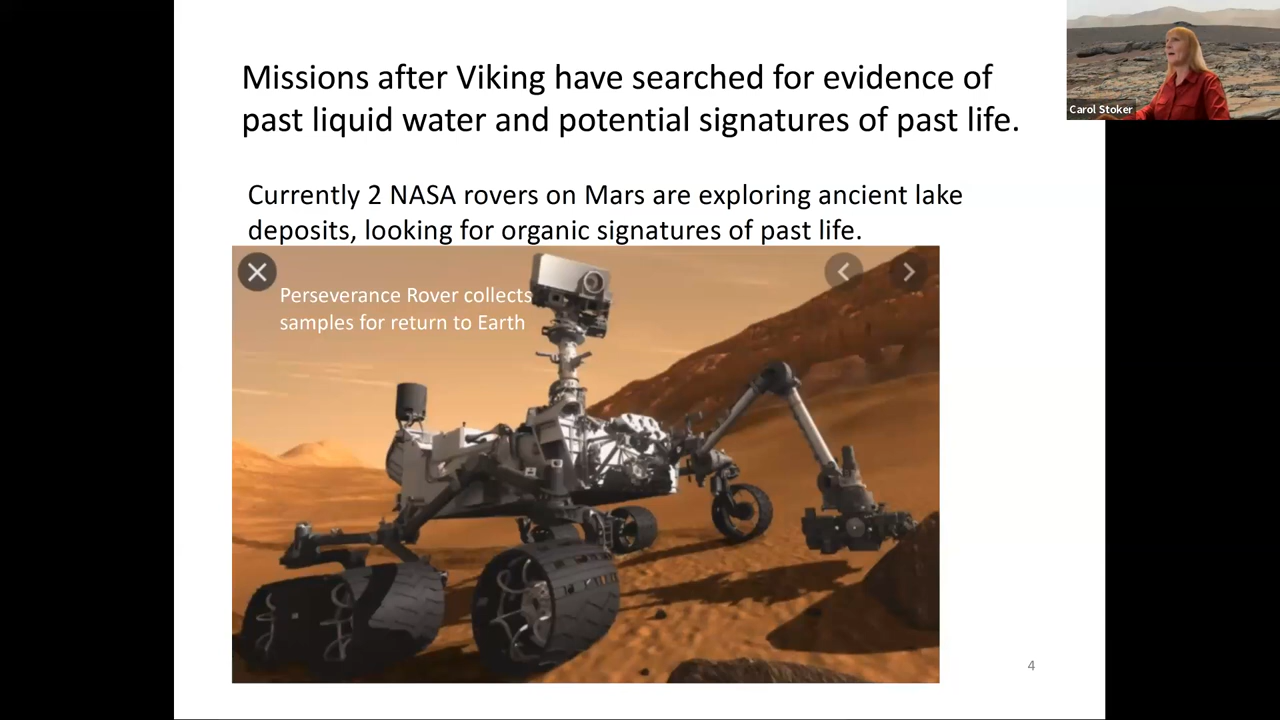 Missions after Viking have searched for evidence of
past liquid water and potential signatures of past life.
Carol Stoker
Currently 2 NASA rovers on Mars are exploring ancient lake
deposits, looking for organic signatures of past life.
Perseverance Rover collects
samples for return to Earth
4